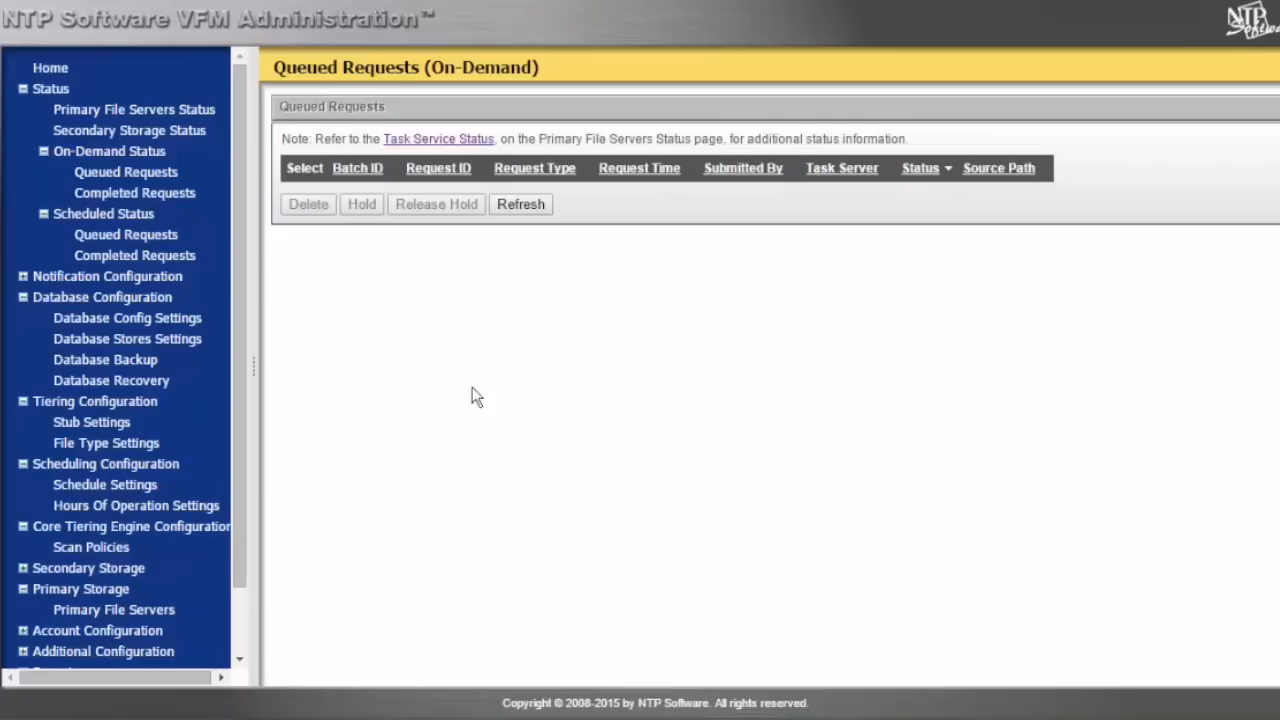 NTP Software VFM Administration™
NTP
Software
Home
Status
Primary File Servers Status
Secondary Storage Status
On-Demand Status
Queued Requests
Completed Requests
Scheduled Status
Queued Requests
Completed Requests
Notification Configuration
Database Configuration
Database Config Settings
Database Stores Settings
Database Backup
Database Recovery
Tiering Configuration
Stub Settings
File Type Settings
Scheduling Configuration
Schedule Settings
Hours Of Operation Settings
Core Tiering Engine Configuration
Scan Policies
Secondary Storage
Primary Storage
Primary File Servers
Account Configuration
Additional Configuration
Queued Requests (On-Demand)
Queued Requests
Note: Refer to the Task Service Status, on the Primary File Servers Status page, for additional status information.
Select Batch ID Request ID Request Type Request Time Submitted By Task Server Status Source Path
Delete Hold Release Hold Refresh
Copyright © 2008-2015 by NTP Software. All rights reserved.